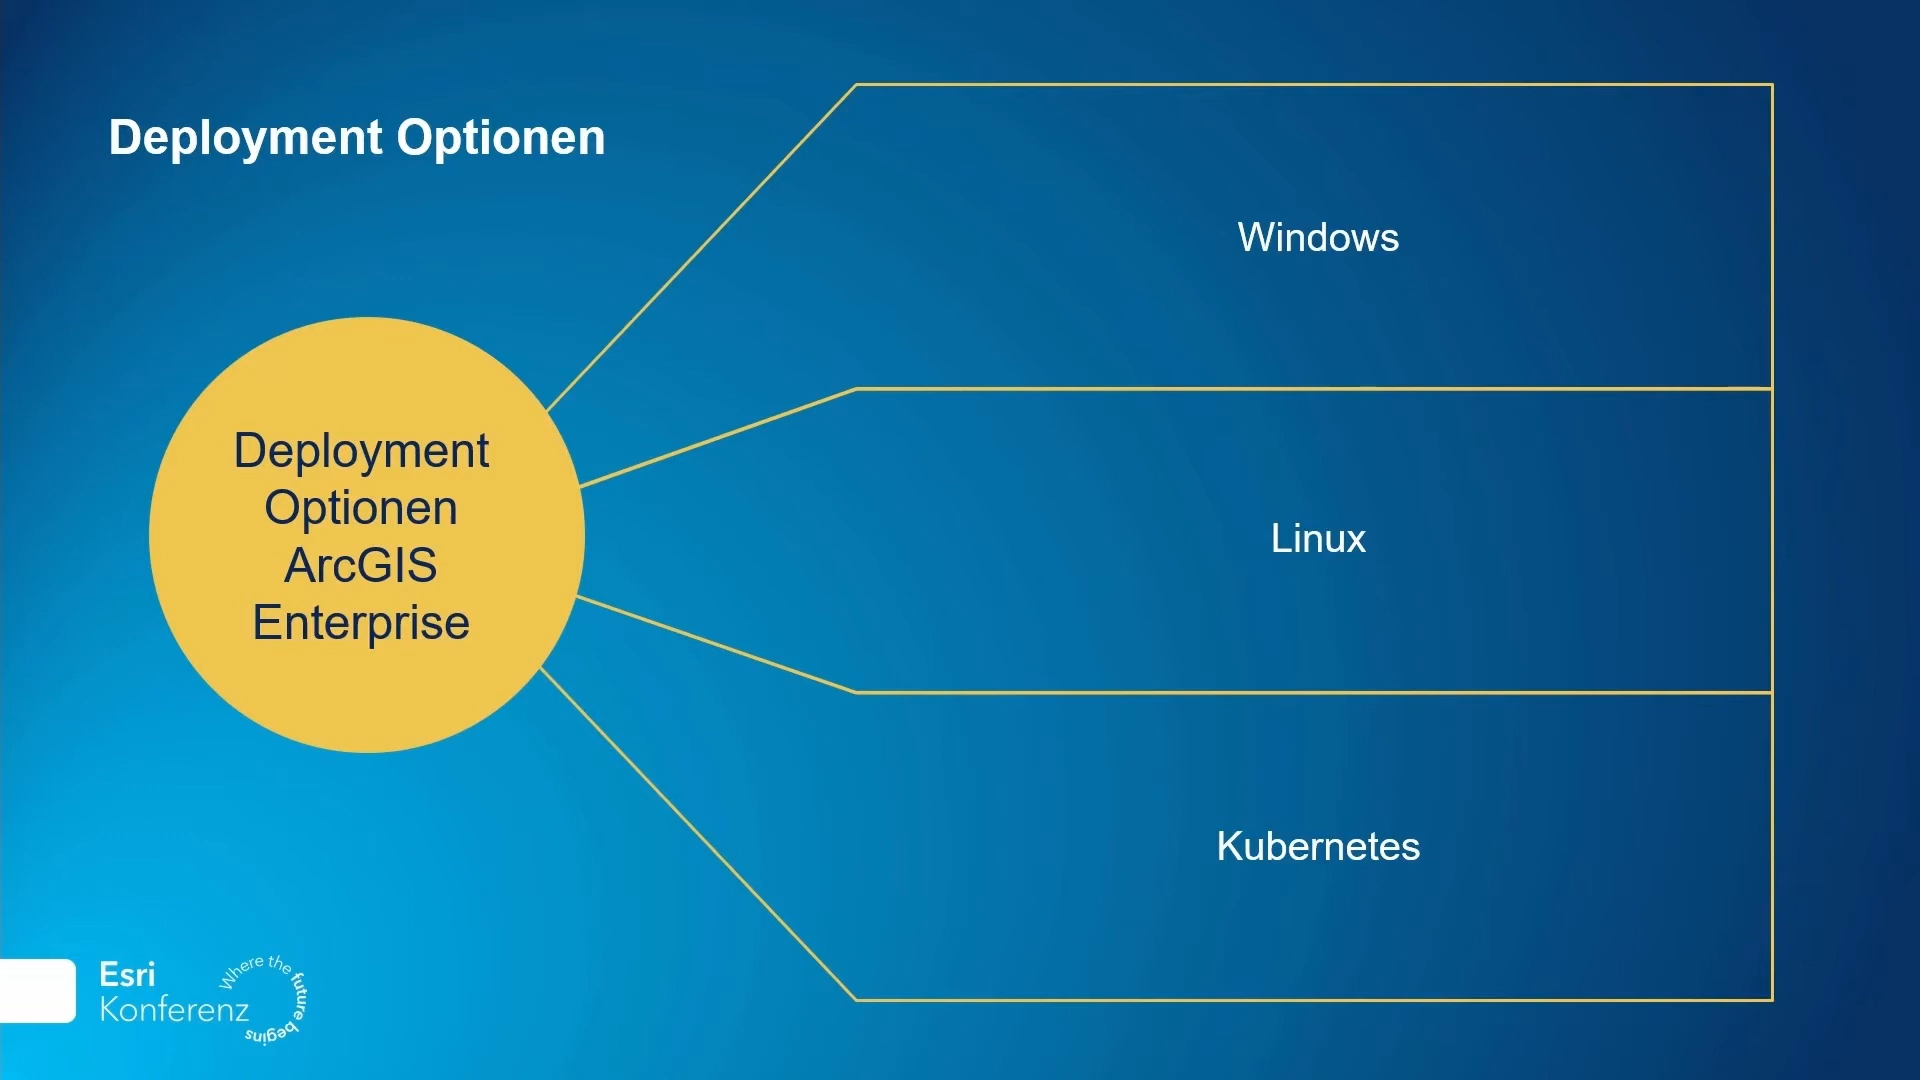 Deployment Optionen
Deployment
Optionen
ArcGIS
Enterprise
Windows
Linux
Kubernetes
Esri
Konferenz
Where the future begins